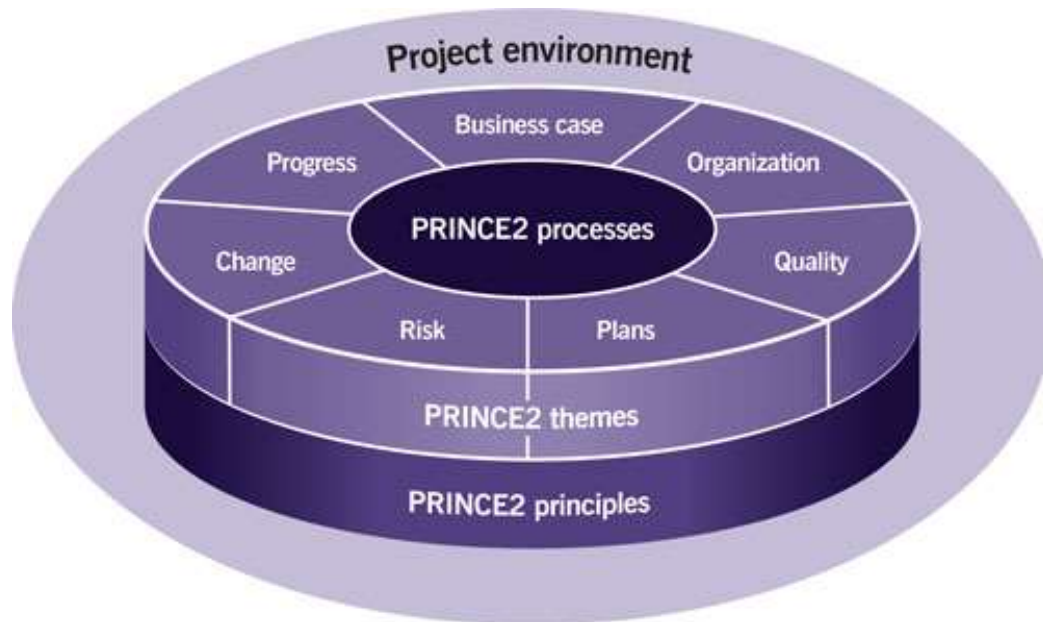 Project environment
Business case
Progress
Organization
PRINCE2 processes
Change
Quality
Risk
Plans
PRINCE2 themes
PRINCE2 principles